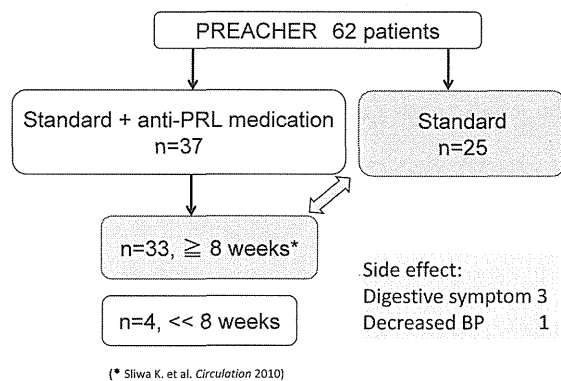 PREACHER 62 patients
Standard + anti-PRL medication
n=37
Standard
n=25
n=33, ≧ 8 weeks*
n=4, << 8 weeks
Side effect:
Digestive symptom 3
Decreased BP 1
(* Sliwa K. et al. Circulation 2010)